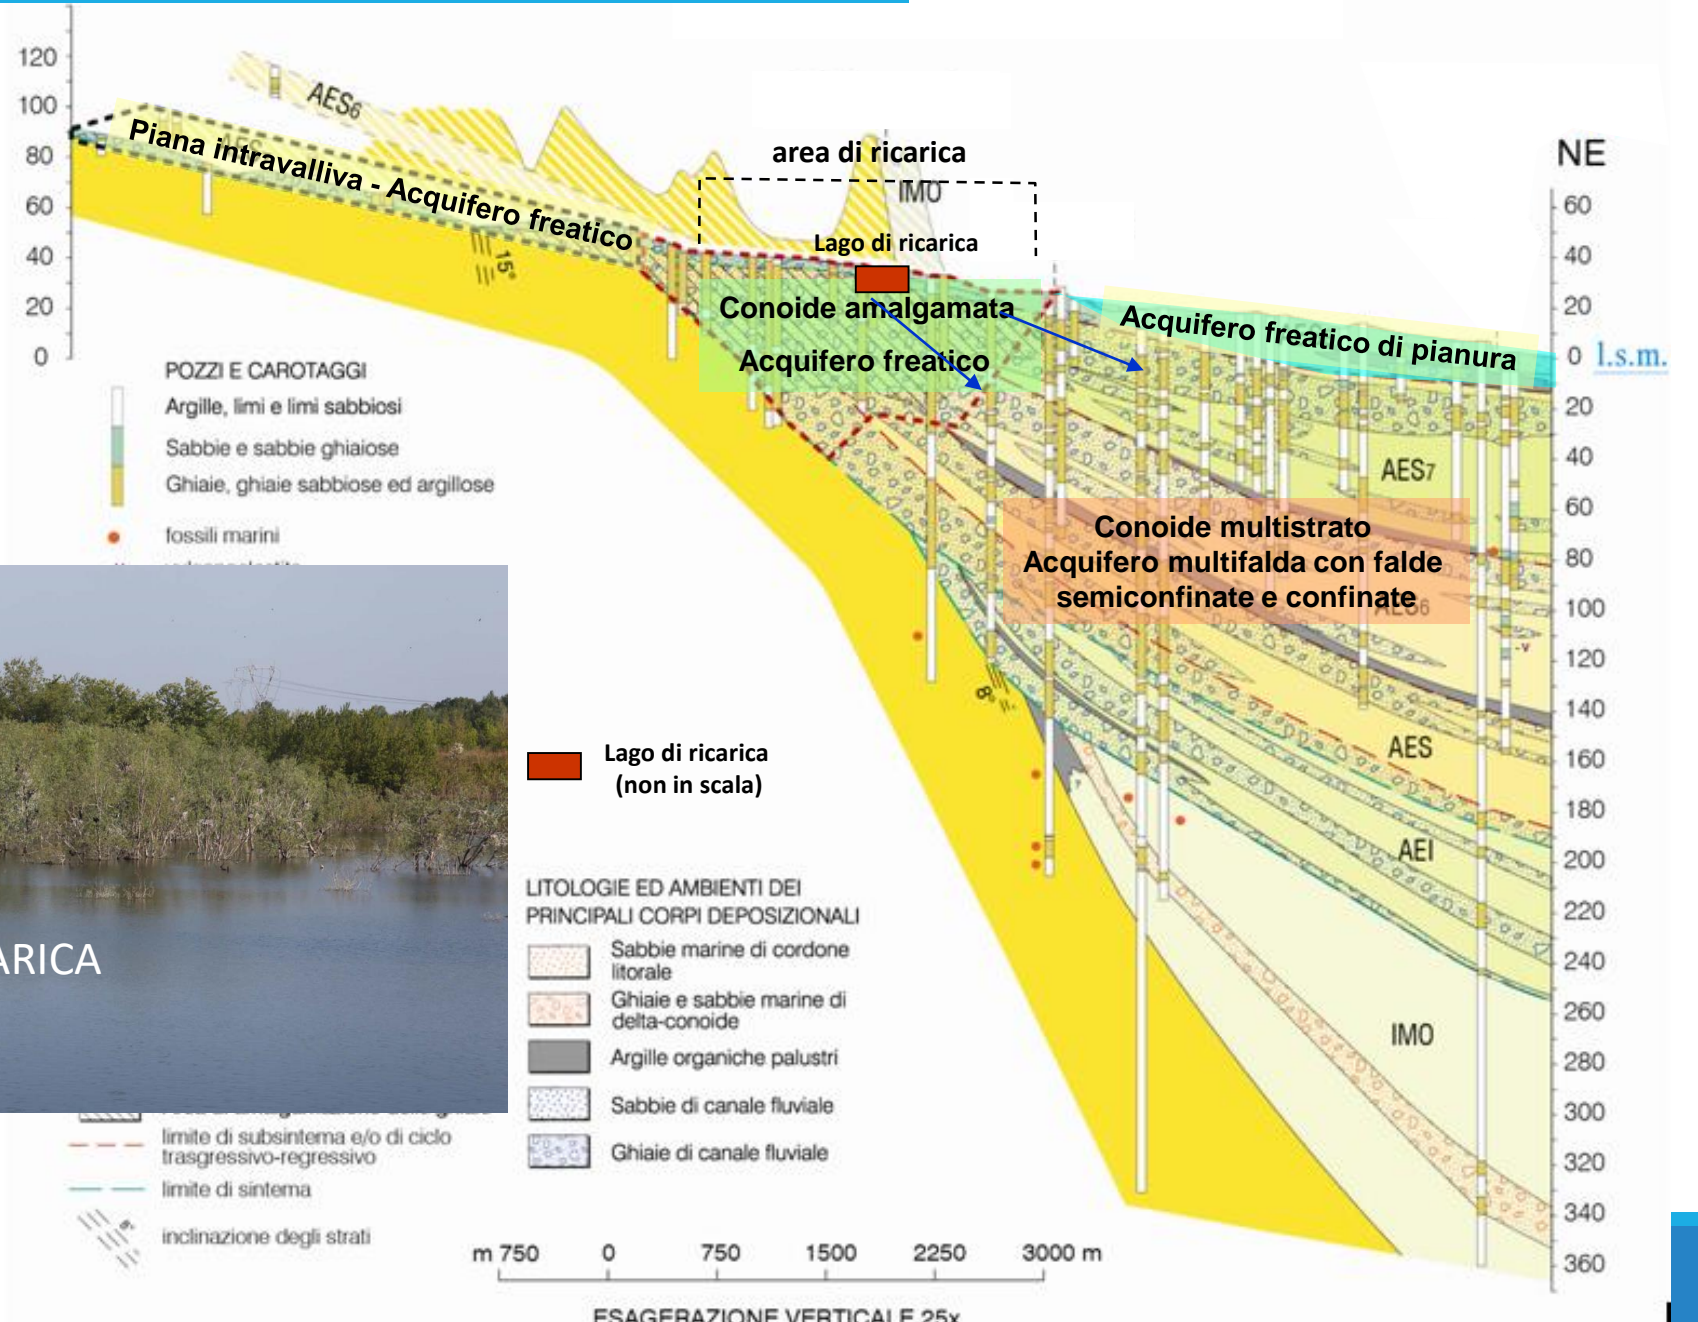 120
100
80
60
40
20
0
AES6
Piana intravalliva - Acquifero freatico
15°
area di ricarica
IMO
Lago di ricarica
Conoide amalgamata
Acquifero freatico
Acquifero freatico di pianura
NE
60
40
20
0 l.s.m.
20
40
60
80
100
120
140
160
180
200
220
240
260
280
300
320
340
360
AES7
Conoide multistrato
Acquifero multifalda con falde
semiconfinate e confinate
AES6
AES
AEI
IMO
8°
POZZI E CAROTAGGI
Argille, limi e limi sabbiosi
Sabbie e sabbie ghiaiose
Ghiaie, ghiaie sabbiose ed argillose
fossili marini
ARICA
Lago di ricarica
(non in scala)
LITOLOGIE ED AMBIENTI DEI
PRINCIPALI CORPI DEPOSIZIONALI
Sabbie marine di cordone
litorale
Ghiaie e sabbie marine di
delta-conoide
Argille organiche palustri
Sabbie di canale fluviale
Ghiaie di canale fluviale
limite di subsintema e/o di ciclo
trasgressivo-regressivo
limite di sintema
inclinazione degli strati
m 750 0 750 1500 2250 3000 m
ESAGERAZIONE VERTICALE 25x